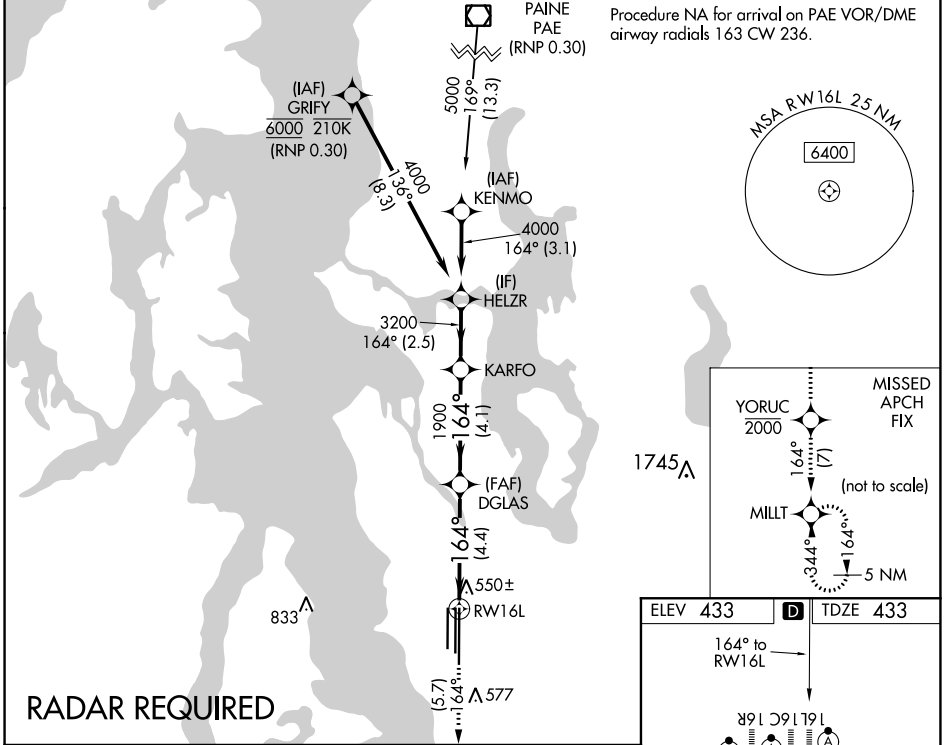 PAINE
PAE
(RNP 0.30)
Procedure NA for arrival on PAE VOR/DME
airway radials 163 CW 236.
(IAF)
GRIFY
6000 210K
(RNP 0.30)
5000
169°
(13.3)
MSA RW16L 25 NM
6400
4000
136°
(8.3)
(IAF)
KENMO
4000
164° (3.1)
(IF)
HELZR
3200
164° (2.5)
KARFO
1900
164°
(4.1)
(FAF)
DGLAS
164°
(4.4)
1745
MISSED
APCH
FIX
YORUC
2000
164°
(7)
(not to scale)
MILLT
344°
164°
5 NM
550±
RW16L
833
577
(5.7)
164°
RADAR REQUIRED
ELEV 433
D
TDZE 433
164° to
RW16L
16R
16C
16L
A